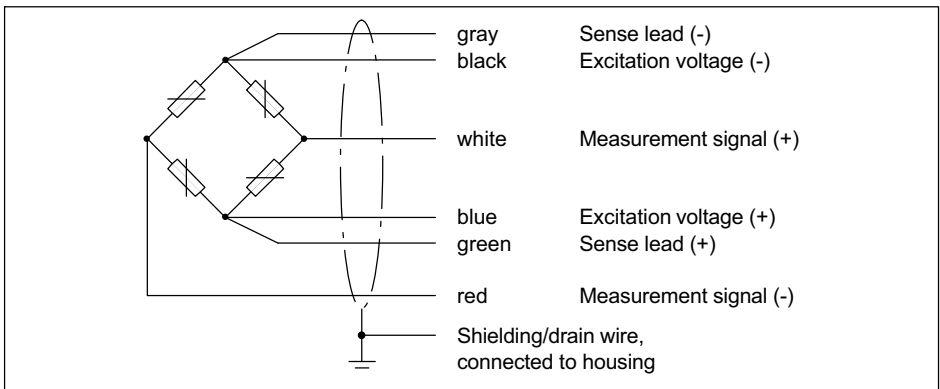 gray Sense lead (-)
black Excitation voltage (-)
white Measurement signal (+)
blue Excitation voltage (+)
green Sense lead (+)
red Measurement signal (-)
Shielding/drain wire,
connected to housing